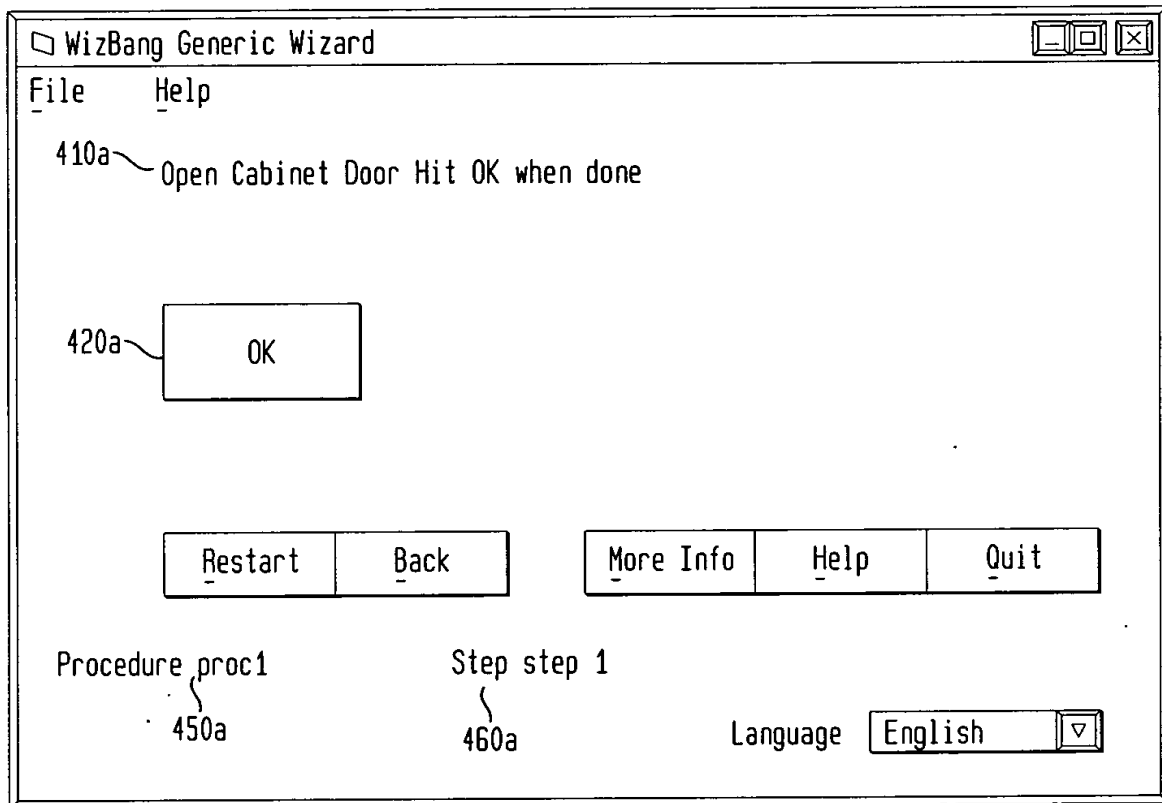 WizBang Generic Wizard
File Help
410a
Open Cabinet Door Hit OK when done
420a
OK
Restart Back More Info Help Quit
Procedure proc1 Step step 1
450a 460a
Language English